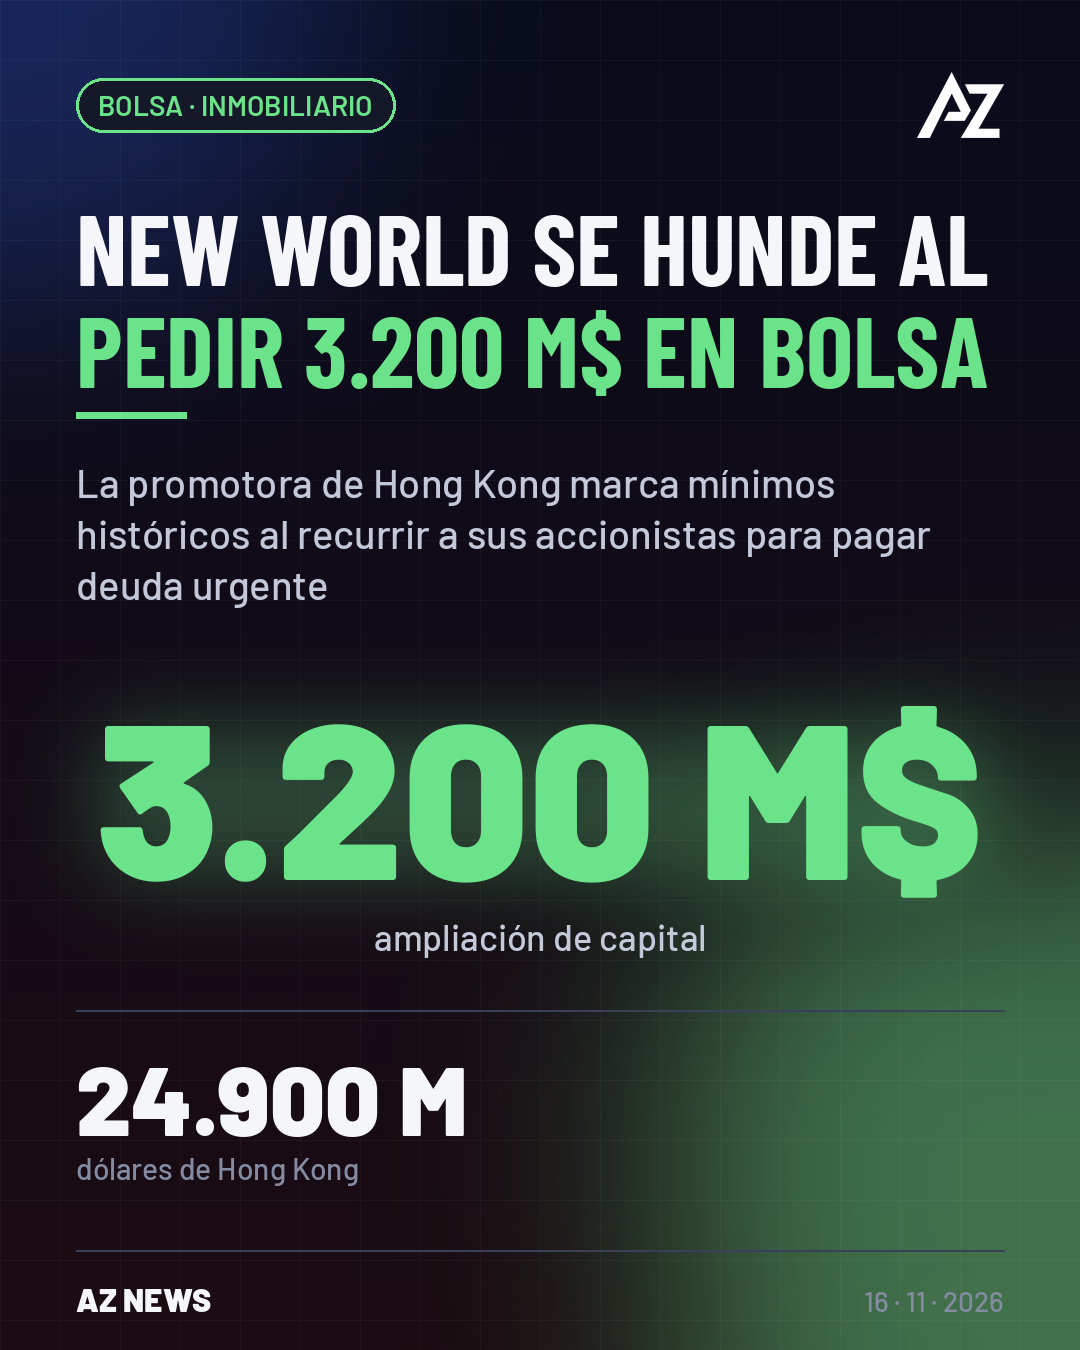 BOLSA · INMOBILIARIO
AZ
NEW WORLD SE HUNDE AL
PEDIR 3.200 M$ EN BOLSA
La promotora de Hong Kong marca mínimos
históricos al recurrir a sus accionistas para pagar
deuda urgente
3.200 M$
ampliación de capital
24.900 M
dólares de Hong Kong
AZ NEWS
16 · 11 · 2026